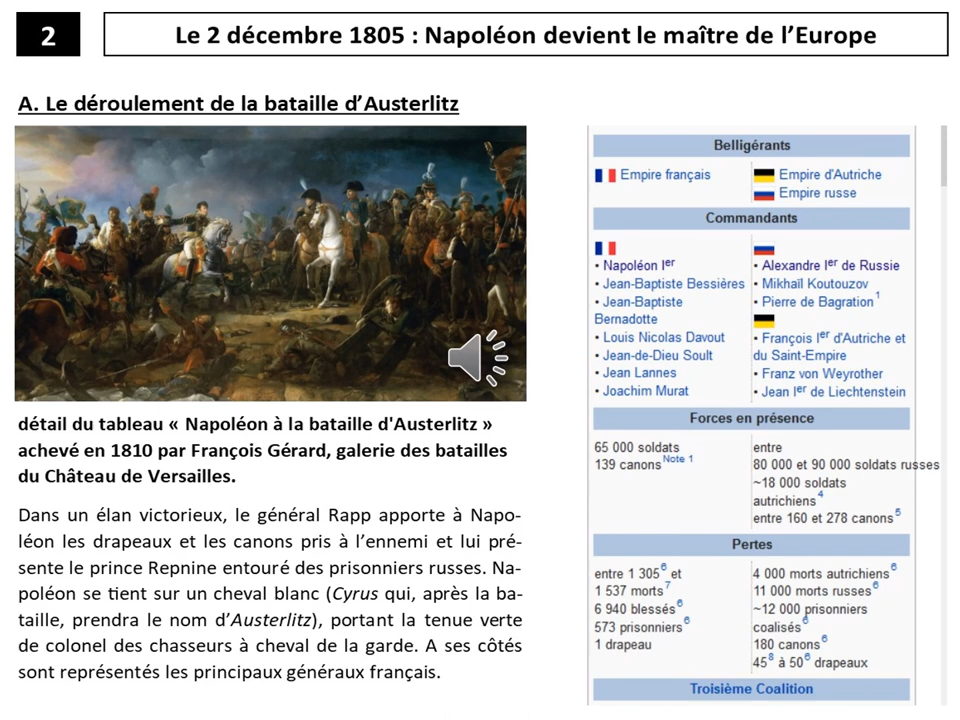 2
Le 2 décembre 1805 : Napoléon devient le maître de l’Europe
A. Le déroulement de la bataille d’Austerlitz
détail du tableau « Napoléon à la bataille d'Austerlitz »
achevé en 1810 par François Gérard, galerie des batailles
du Château de Versailles.
Dans un élan victorieux, le général Rapp apporte à Napo-
léon les drapeaux et les canons pris à l’ennemi et lui pré-
sente le prince Repnine entouré des prisonniers russes. Na-
poléon se tient sur un cheval blanc (Cyrus qui, après la ba-
taille, prendra le nom d’Austerlitz), portant la tenue verte
de colonel des chasseurs à cheval de la garde. A ses côtés
sont représentés les principaux généraux français.
Belligérants
Empire français
Empire d'Autriche
Empire russe
Commandants
• Napoléon Ier
• Jean-Baptiste Bessières
• Jean-Baptiste
Bernadotte
• Louis Nicolas Davout
• Jean-de-Dieu Soult
• Jean Lannes
• Joachim Murat
• Alexandre Ier de Russie
• Mikhaïl Koutouzov
• Pierre de Bagration1
• François Ier d'Autriche et
du Saint-Empire
• Franz von Weyrother
• Jean Ier de Liechtenstein
Forces en présence
65 000 soldats
139 canons Note 1
entre
80 000 et 90 000 soldats russes
~18 000 soldats
autrichiens4
entre 160 et 278 canons5
Pertes
entre 1 3056 et
1 537 morts7
6 940 blessés6
573 prisonniers6
1 drapeau
4 000 morts autrichiens6
11 000 morts russes6
~12 000 prisonniers
coalisés6
180 canons6
458 à 506 drapeaux
Troisième Coalition